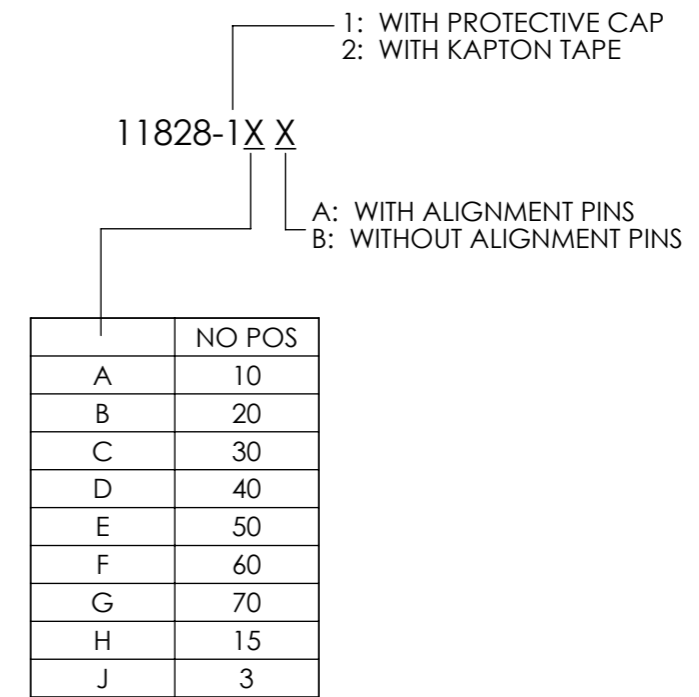 1: WITH PROTECTIVE CAP
2: WITH KAPTON TAPE
11828-1X X
A: WITH ALIGNMENT PINS
B: WITHOUT ALIGNMENT PINS
NO POS
A 10
B 20
C 30
D 40
E 50
F 60
G 70
H 15
J 3